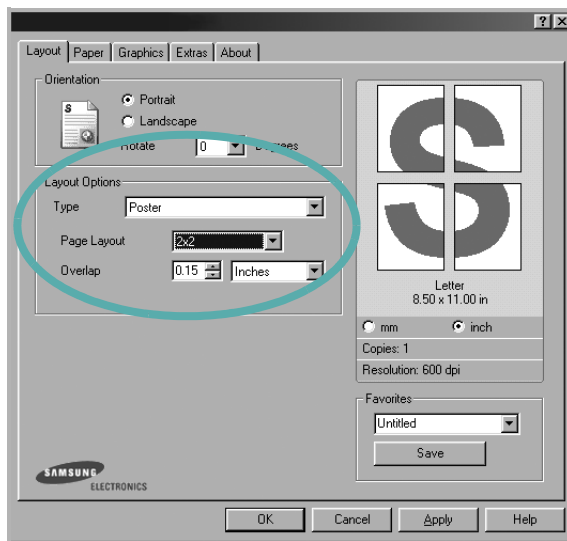 ? X
Layout Paper Graphics Extras About
Orientation
S
Portrait
Landscape
Rotate 0 Degrees
Layout Options
Type Poster
Page Layout 2x2
Overlap 0.15 Inches
S
Letter
8.50 x 11.00 in
mm inch
Copies: 1
Resolution: 600 dpi
Favorites
Untitled
Save
SAMSUNG
ELECTRONICS
OK Cancel Apply Help